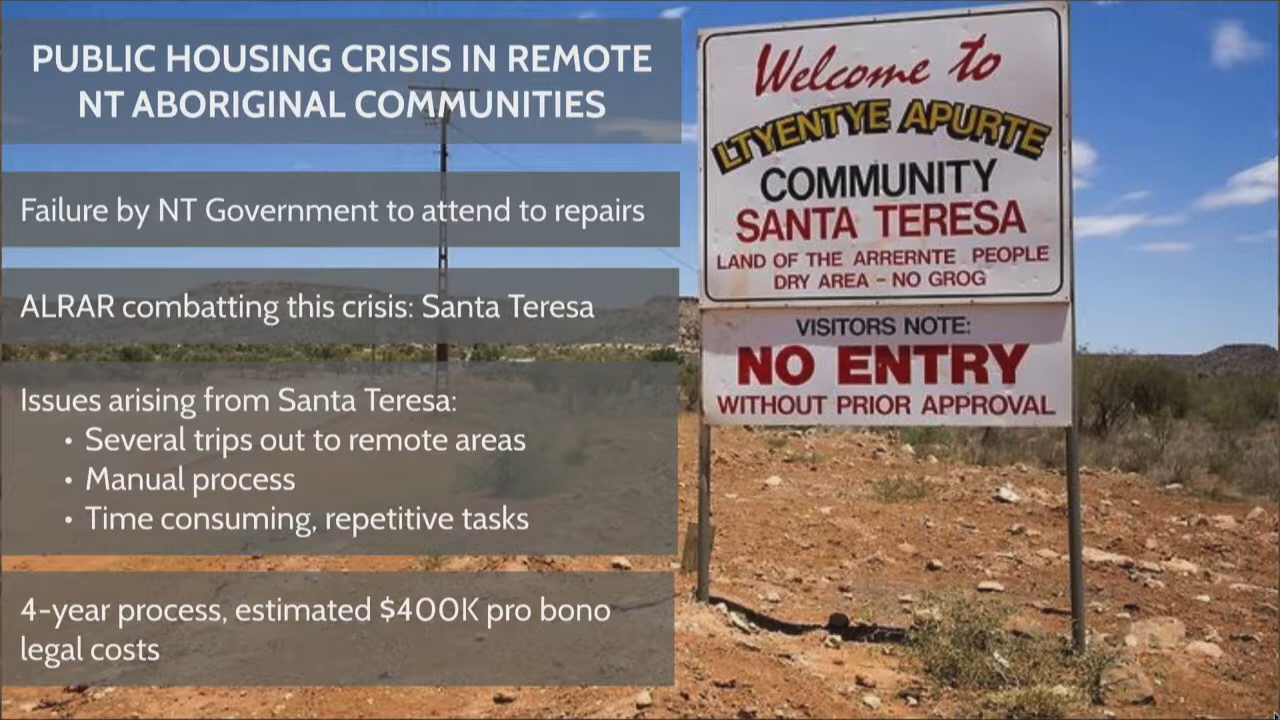 PUBLIC HOUSING CRISIS IN REMOTE
NT ABORIGINAL COMMUNITIES
Failure by NT Government to attend to repairs
ALRAR combatting this crisis: Santa Teresa
Issues arising from Santa Teresa:
• Several trips out to remote areas
• Manual process
• Time consuming, repetitive tasks
4-year process, estimated $400K pro bono
legal costs
Welcome to
LTYENTYE APURTE
COMMUNITY
SANTA TERESA
LAND OF THE ARRERNTE PEOPLE
DRY AREA - NO GROG
VISITORS NOTE:
NO ENTRY
WITHOUT PRIOR APPROVAL